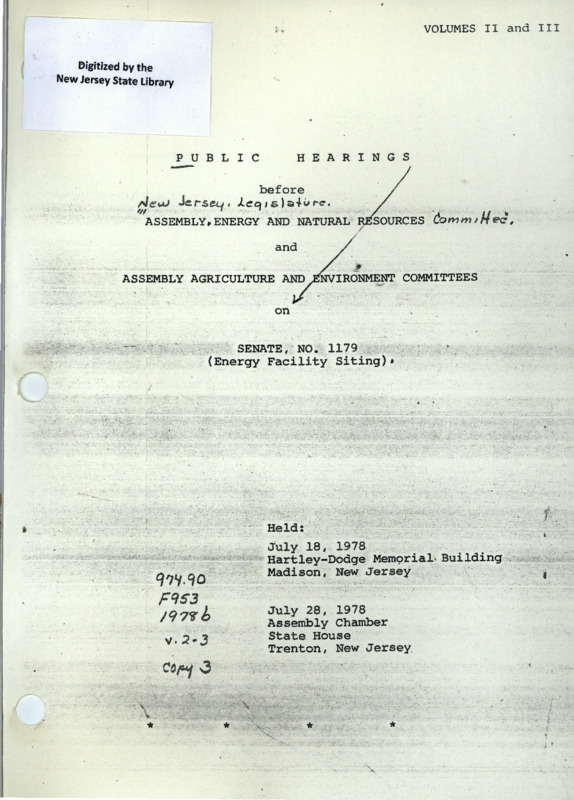 VOLUMES II and III
Digitized by the
New Jersey State Library
PUBLIC HEARINGS
before
New Jersey. Legislature.
ASSEMBLY, ENERGY AND NATURAL RESOURCES Committee.
and
ASSEMBLY AGRICULTURE AND ENVIRONMENT COMMITTEES
on
SENATE, NO. 1179
(Energy Facility Siting).
Held:
July 18, 1978
Hartley-Dodge Memorial Building
Madison, New Jersey
974.90
F953
1978b
v. 2-3
Copy 3
July 28, 1978
Assembly Chamber
State House
Trenton, New Jersey
* * * *